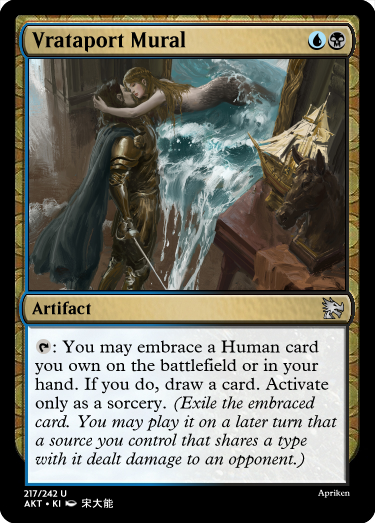 Vrataport Mural
Artifact
: You may embrace a Human card
you own on the battlefield or in your
hand. If you do, draw a card. Activate
only as a sorcery. (Exile the embraced
card. You may play it on a later turn that
a source you control that shares a type
with it dealt damage to an opponent.)
217/242 U
Apriken
AKT • KI 宋大能